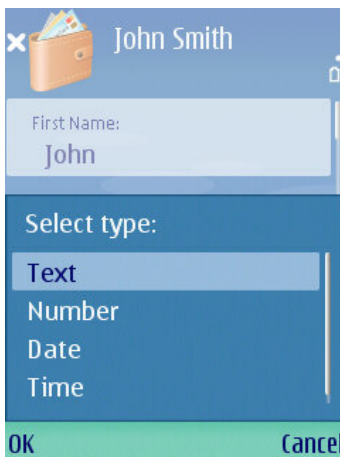 John Smith
First Name:
John
Select type:
Text
Number
Date
Time
OK Cancel